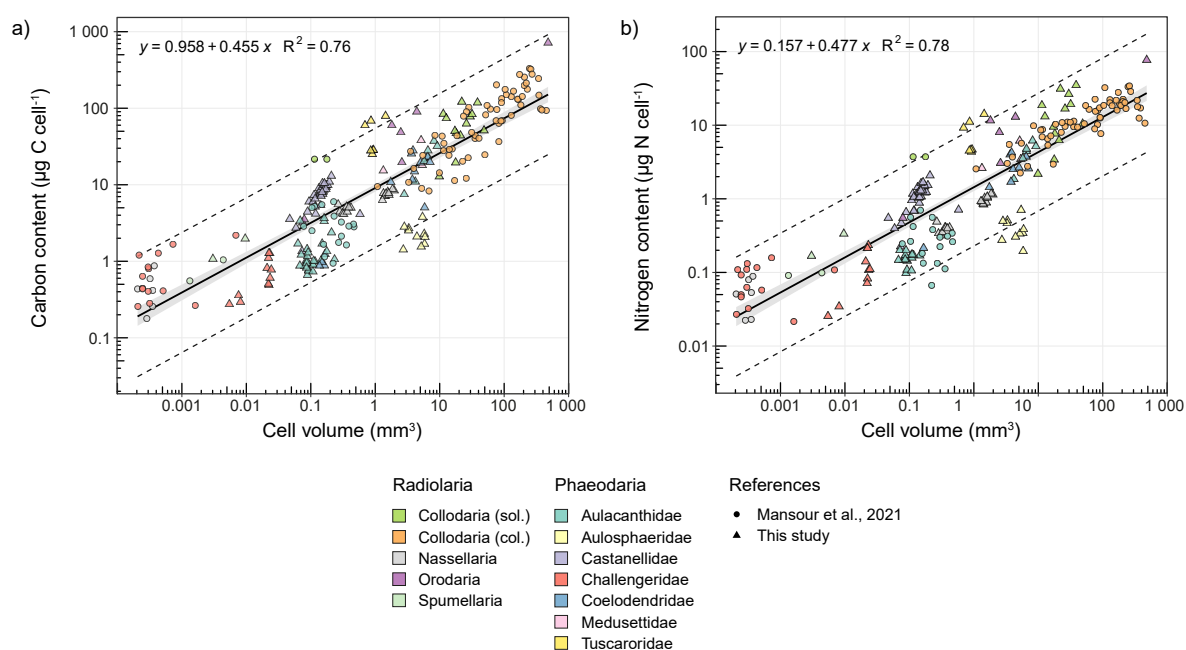 a)
y = 0.958 + 0.455 x R² = 0.76
Carbon content (µg C cell⁻¹)
1 000
100
10
1
0.1
0.001 0.01 0.1 1 10 100 1 000
Cell volume (mm³)
b)
y = 0.157 + 0.477 x R² = 0.78
Nitrogen content (µg N cell⁻¹)
100
10
1
0.1
0.01
0.001 0.01 0.1 1 10 100 1 000
Cell volume (mm³)
Radiolaria
Collodaria (sol.)
Collodaria (col.)
Nassellaria
Orodaria
Spumellaria
Phaeodaria
Aulacanthidae
Aulosphaeridae
Castanellidae
Challengeridae
Coelodendridae
Medusettidae
Tuscaroridae
References
Mansour et al., 2021
This study